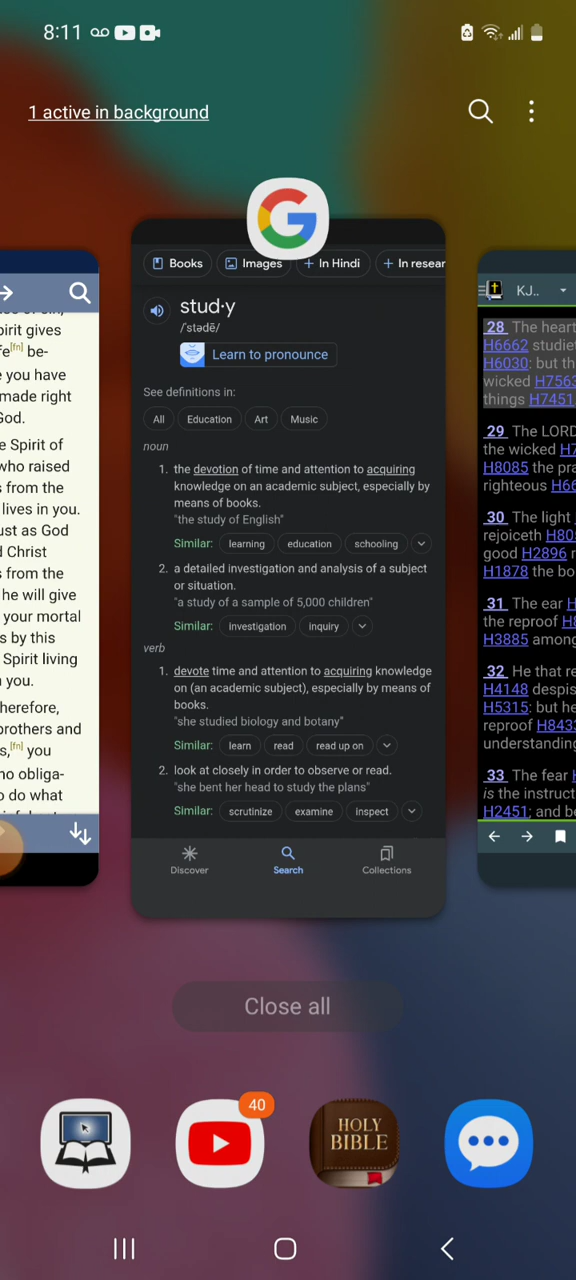 8:11
1 active in background
Books
Images
+ In Hindi
+ In resear
stud·y
/ˈstədē/
Learn to pronounce
See definitions in:
All
Education
Art
Music
noun
1. the devotion of time and attention to acquiring
knowledge on an academic subject, especially by
means of books.
"the study of English"
Similar:
learning
education
schooling
2. a detailed investigation and analysis of a subject
or situation.
"a study of a sample of 5,000 children"
Similar:
investigation
inquiry
verb
1. devote time and attention to acquiring knowledge
on (an academic subject), especially by means of
books.
"she studied biology and botany"
Similar:
learn
read
read up on
2. look closely in order to observe or read.
"she bent her head to study the plans"
Similar:
scrutinize
examine
inspect
Discover
Search
Collections
pirit gives
[fn] be-
you have
made right
God.
e Spirit of
who raised
s from the
lives in you.
ust as God
d Christ
s from the
he will give
your mortal
s by this
Spirit living
you.
herefore,
brothers and
s,[fn] you
no obliga-
o do what
KJ..
28 The heart
H6662 studie
H6030: but th
wicked H7563
things H7451
29 The LORD
the wicked H7
H8085 the pra
righteous H66
30 The light
rejoiceth H80
good H2896 r
H1878 the bo
31 The ear H
the reproof H8
H3885 among
32 He that re
H4148 despis
H5315: but he
reproof H843
understanding
33 The fear
is the instruct
H2451; and be
Close all
40
HOLY
BIBLE